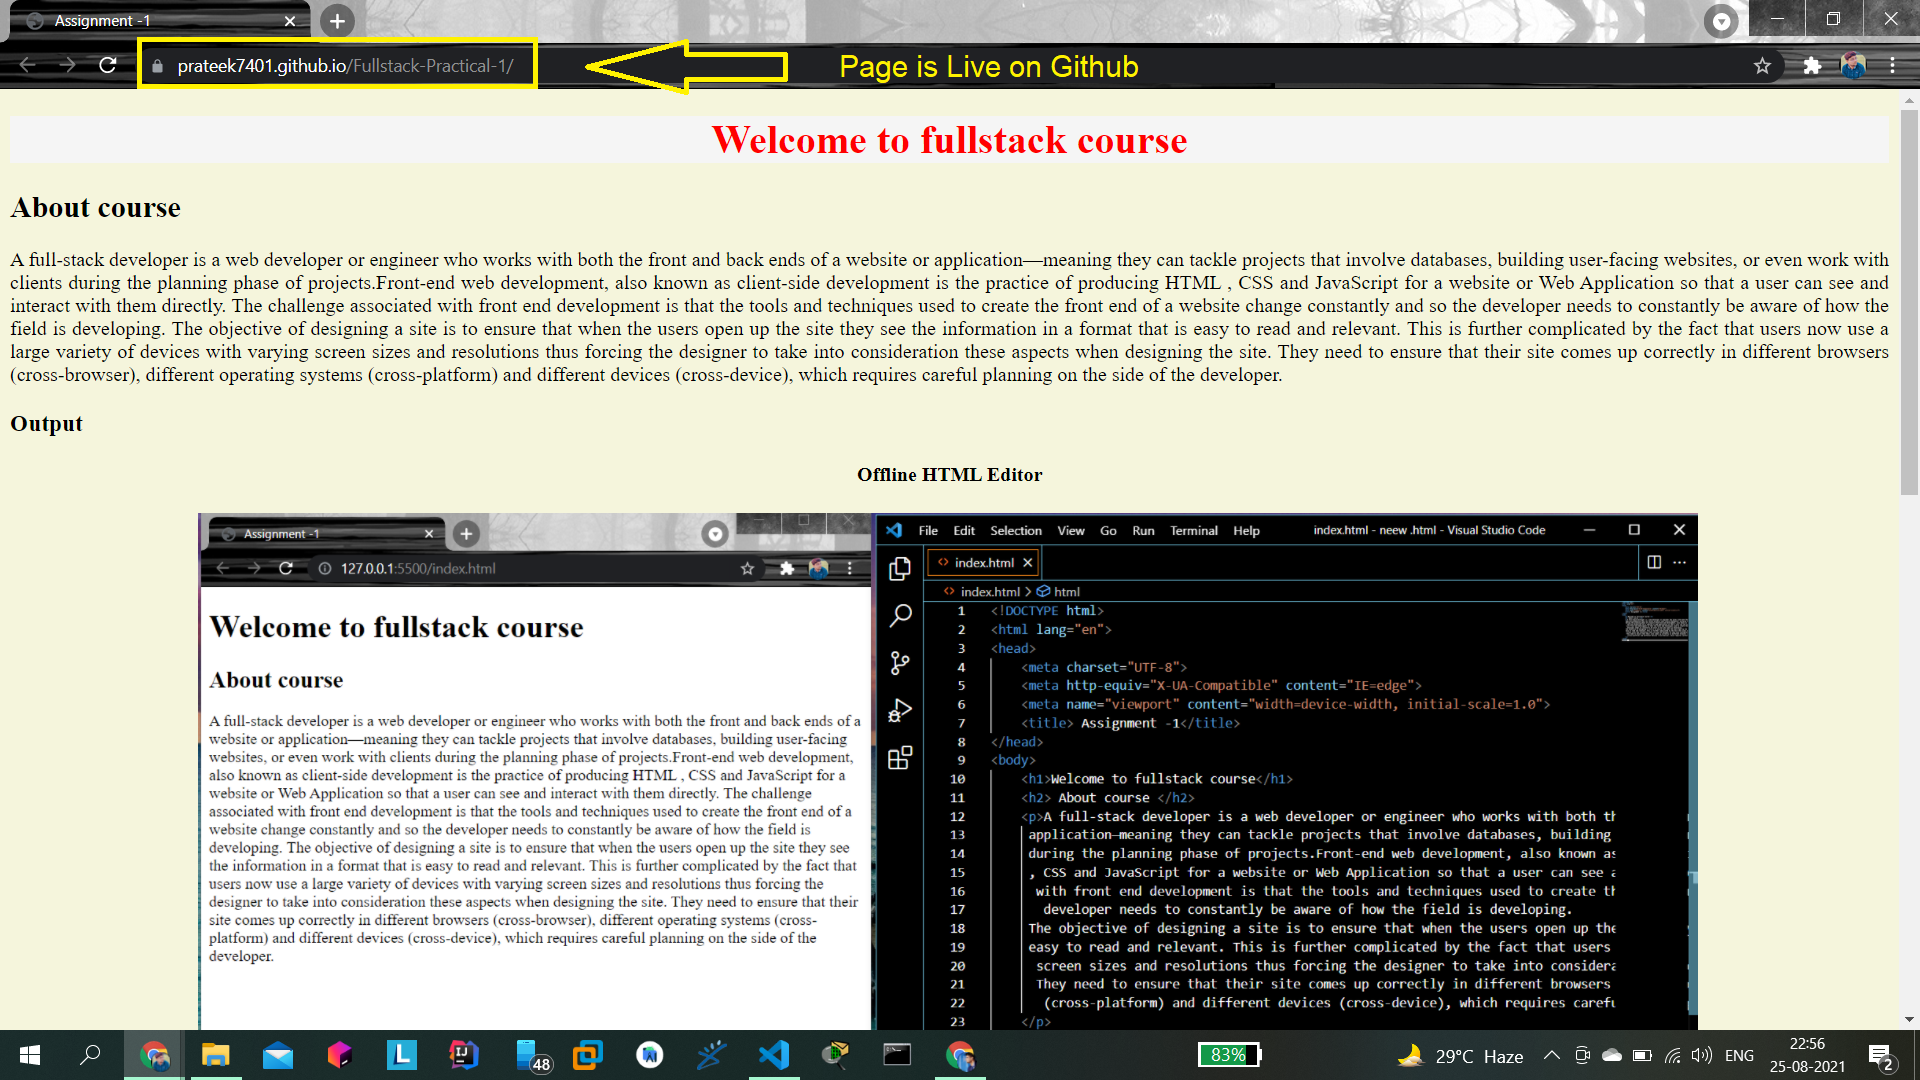 Assignment -1
prateek7401.github.io/Fullstack-Practical-1/
Page is Live on Github
Welcome to fullstack course
About course
A full-stack developer is a web developer or engineer who works with both the front and back ends of a website or application—meaning they can tackle projects that involve databases, building user-facing websites, or even work with
clients during the planning phase of projects.Front-end web development, also known as client-side development is the practice of producing HTML , CSS and JavaScript for a website or Web Application so that a user can see and
interact with them directly. The challenge associated with front end development is that the tools and techniques used to create the front end of a website change constantly and so the developer needs to constantly be aware of how the
field is developing. The objective of designing a site is to ensure that when the users open up the site they see the information in a format that is easy to read and relevant. This is further complicated by the fact that users now use a
large variety of devices with varying screen sizes and resolutions thus forcing the designer to take into consideration these aspects when designing the site. They need to ensure that their site comes up correctly in different browsers
(cross-browser), different operating systems (cross-platform) and different devices (cross-device), which requires careful planning on the side of the developer.
Output
Offline HTML Editor
Assignment -1
127.0.0.1:5500/index.html
Welcome to fullstack course
About course
A full-stack developer is a web developer or engineer who works with both the front and back ends of a
website or application—meaning they can tackle projects that involve databases, building user-facing
websites, or even work with clients during the planning phase of projects.Front-end web development,
also known as client-side development is the practice of producing HTML , CSS and JavaScript for a
website or Web Application so that a user can see and interact with them directly. The challenge
associated with front end development is that the tools and techniques used to create the front end of a
website change constantly and so the developer needs to constantly be aware of how the field is
developing. The objective of designing a site is to ensure that when the users open up the site they see
the information in a format that is easy to read and relevant. This is further complicated by the fact that
users now use a large variety of devices with varying screen sizes and resolutions thus forcing the
designer to take into consideration these aspects when designing the site. They need to ensure that their
site comes up correctly in different browsers (cross-browser), different operating systems (cross-
platform) and different devices (cross-device), which requires careful planning on the side of the
developer.
File Edit Selection View Go Run Terminal Help index.html - neew .html - Visual Studio Code
<> index.html
<> index.html > html
1 <!DOCTYPE html>
2 <html lang="en">
3 <head>
4 <meta charset="UTF-8">
5 <meta http-equiv="X-UA-Compatible" content="IE=edge">
6 <meta name="viewport" content="width=device-width, initial-scale=1.0">
7 <title> Assignment -1</title>
8 </head>
9 <body>
10 <h1>Welcome to fullstack course</h1>
11 <h2> About course </h2>
12 <p>A full-stack developer is a web developer or engineer who works with both th
13 application—meaning they can tackle projects that involve databases, building
14 during the planning phase of projects.Front-end web development, also known as
15 , CSS and JavaScript for a website or Web Application so that a user can see a
16 with front end development is that the tools and techniques used to create th
17 developer needs to constantly be aware of how the field is developing.
18 The objective of designing a site is to ensure that when the users open up the
19 easy to read and relevant. This is further complicated by the fact that users
20 screen sizes and resolutions thus forcing the designer to take into considera
21 They need to ensure that their site comes up correctly in different browsers
22 (cross-platform) and different devices (cross-device), which requires carefu
23 </p>
L
IJ
48
83%
29°C Haze
ENG
22:56
25-08-2021
2